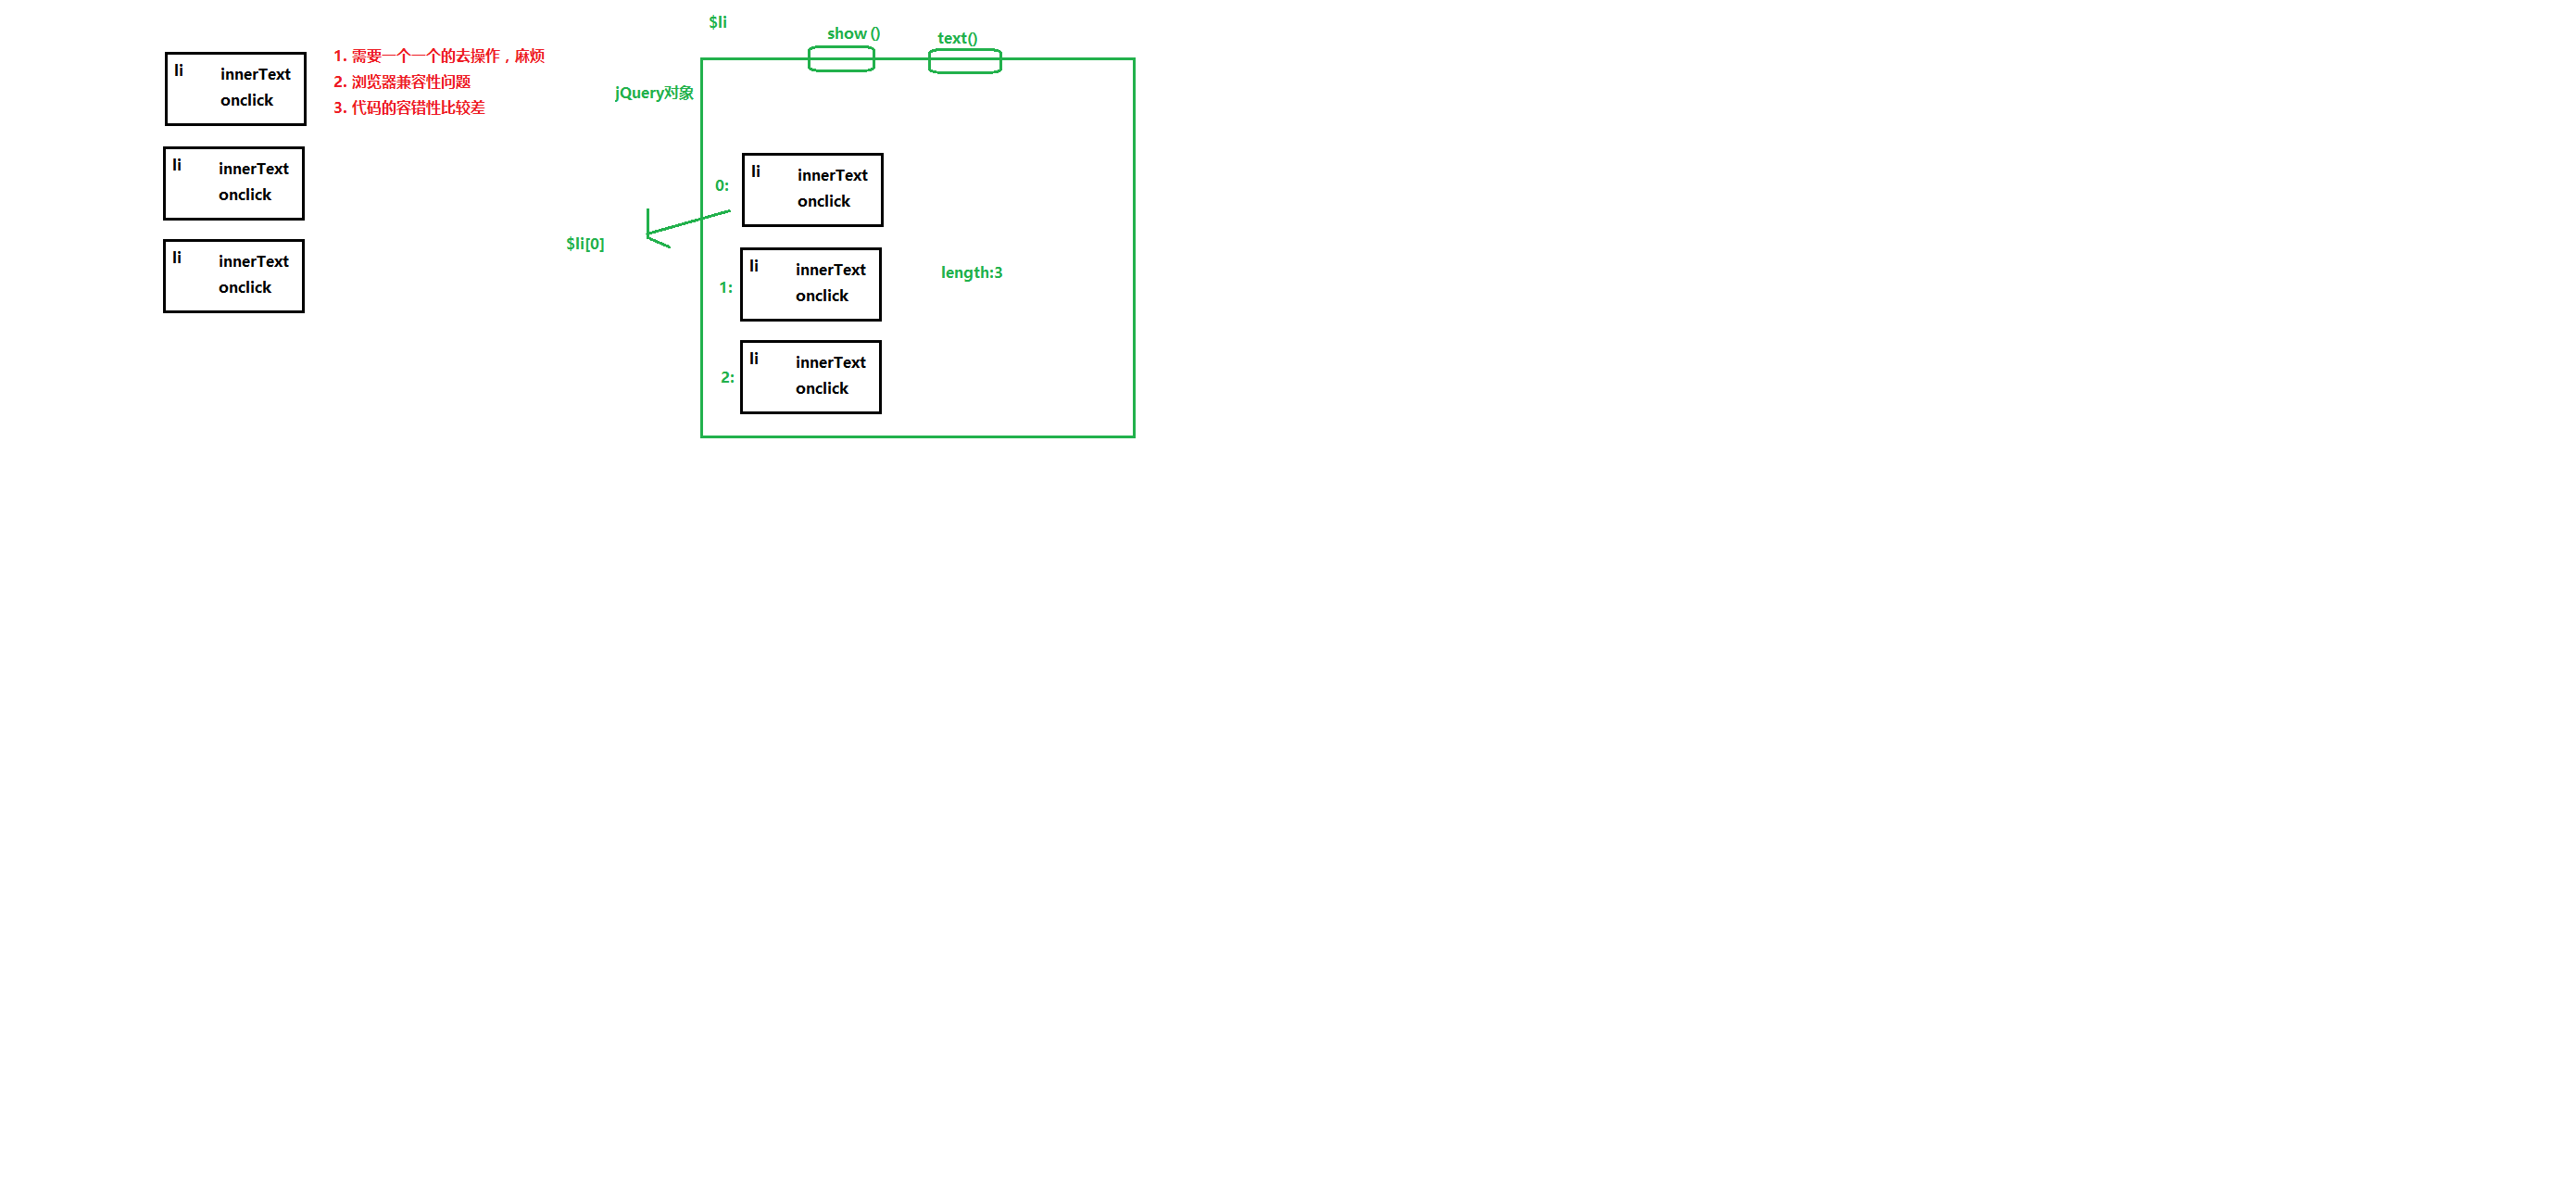 li innerText
onclick
1. 需要一个一个的去操作，麻烦
2. 浏览器兼容性问题
3. 代码的容错性比较差
li innerText
onclick
li innerText
onclick
$li
show ()
text()
jQuery对象
0:
li innerText
onclick
$li[0]
1:
li innerText
onclick
length:3
2:
li innerText
onclick